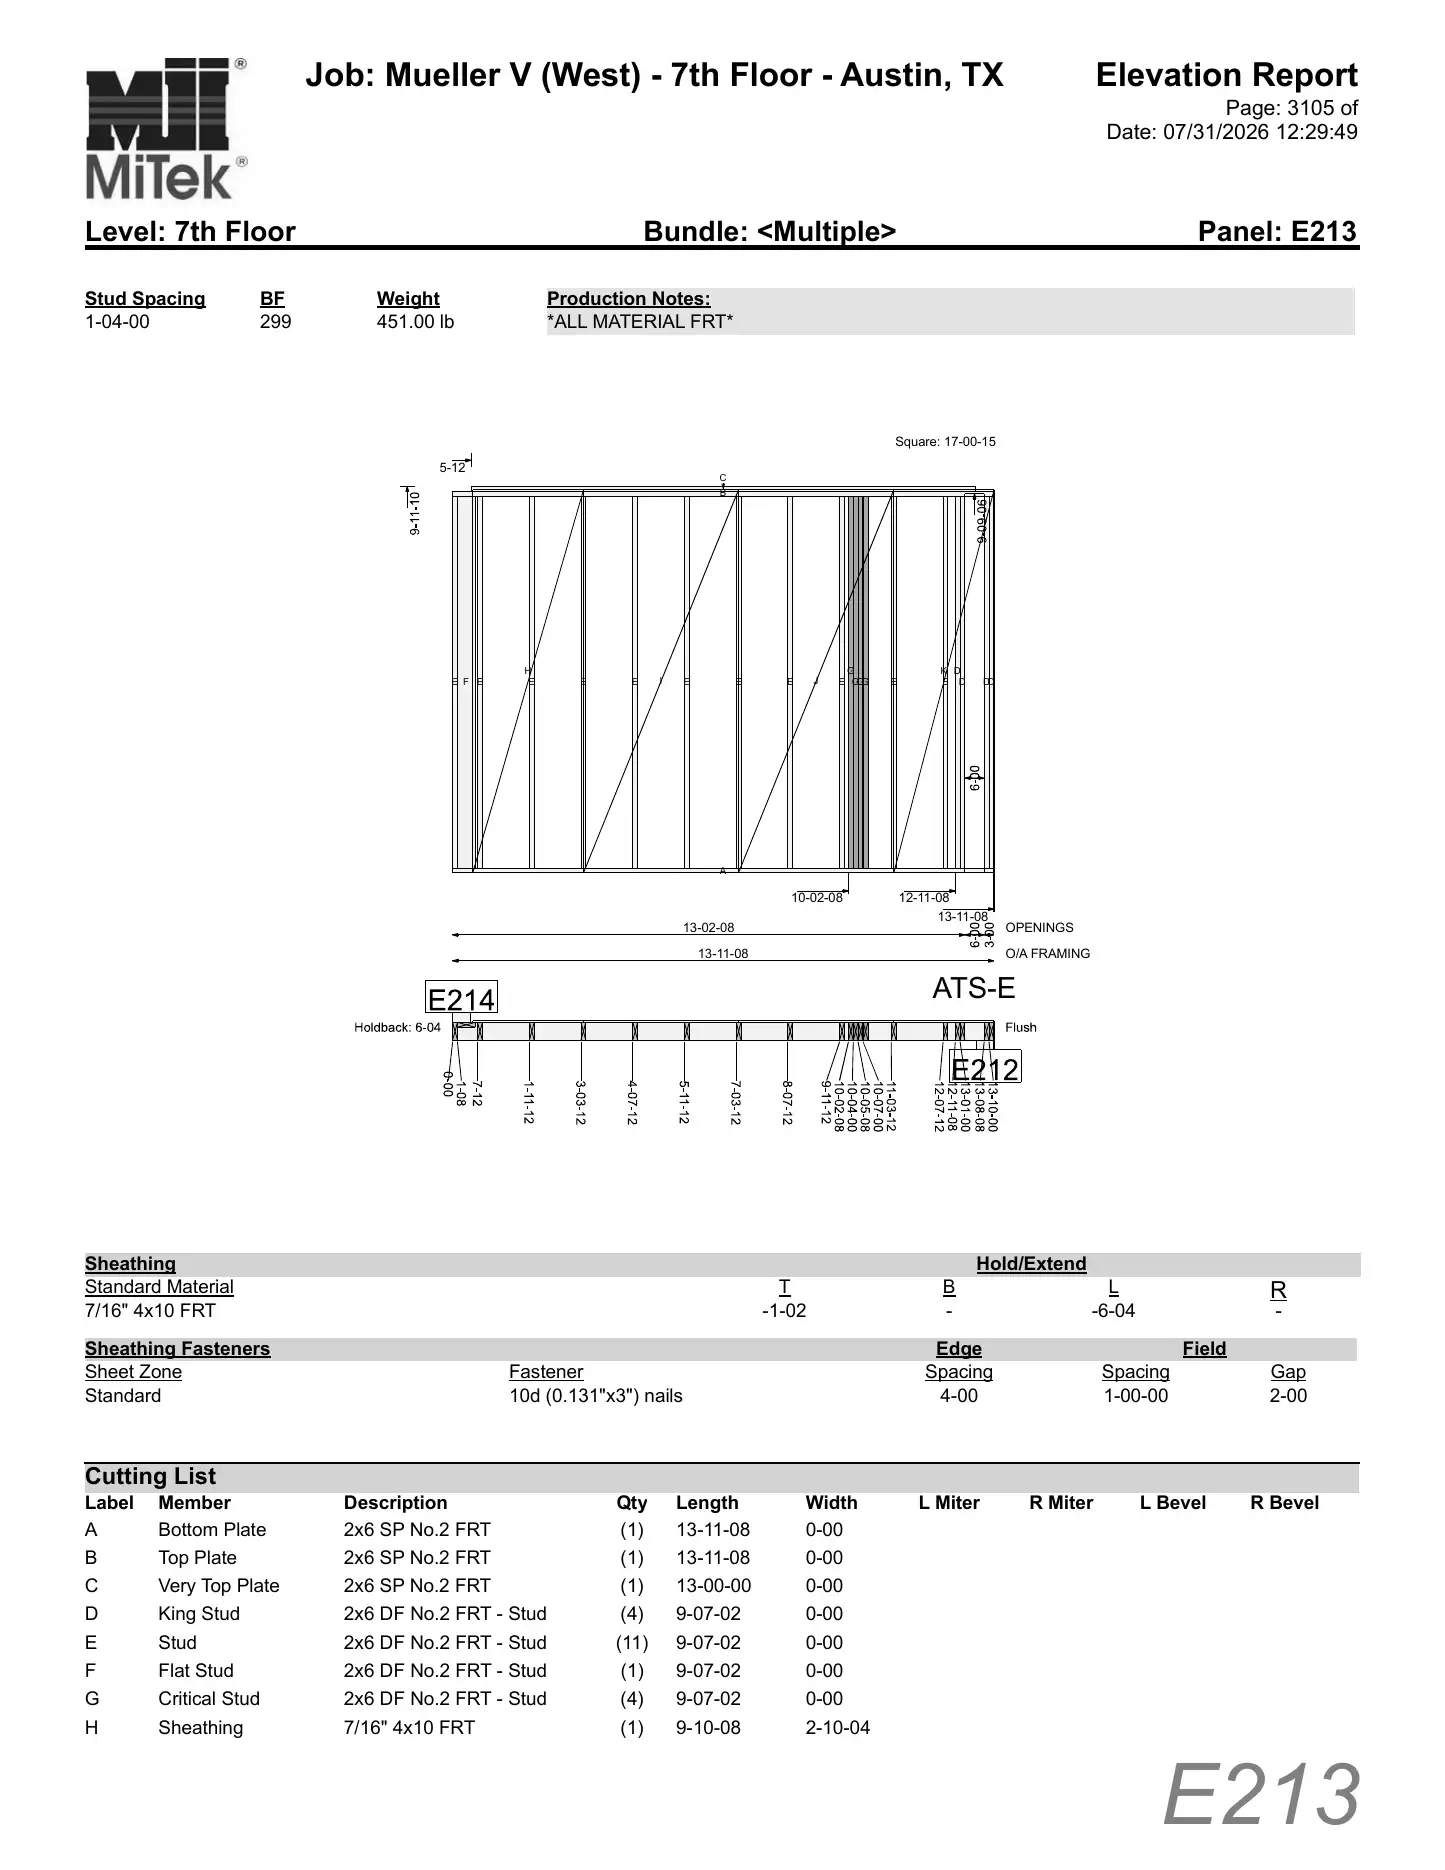 MiTek®
Job: Mueller V (West) - 7th Floor - Austin, TX
Elevation Report
Page: 3105 of
Date: 07/31/2026 12:29:49
Level: 7th Floor Bundle: <Multiple> Panel: E213
Stud Spacing BF Weight Production Notes:
1-04-00 299 451.00 lb *ALL MATERIAL FRT*
Square: 17-00-15
5-12
C
B
9-11-10
9-09-06
H G K D
E F E E E E I E E E J E G G G E E D D D
6-00
A
10-02-08 12-11-08
13-11-08
13-02-08 6-00 3-00 OPENINGS
13-11-08 O/A FRAMING
E214 ATS-E
Holdback: 6-04 Flush
E212
0-00 1-08 7-12 1-11-12 3-03-12 4-07-12 5-11-12 7-03-12 8-07-12 9-11-12 10-02-08 10-04-00 10-05-08 10-07-00 11-03-12 12-07-12 12-11-08 13-01-00 13-08-08 13-10-00
Sheathing Hold/Extend
Standard Material T B L R
7/16" 4x10 FRT -1-02 - -6-04 -
Sheathing Fasteners Edge Field
Sheet Zone Fastener Spacing Spacing Gap
Standard 10d (0.131"x3") nails 4-00 1-00-00 2-00
Cutting List
Label Member Description Qty Length Width L Miter R Miter L Bevel R Bevel
A Bottom Plate 2x6 SP No.2 FRT (1) 13-11-08 0-00
B Top Plate 2x6 SP No.2 FRT (1) 13-11-08 0-00
C Very Top Plate 2x6 SP No.2 FRT (1) 13-00-00 0-00
D King Stud 2x6 DF No.2 FRT - Stud (4) 9-07-02 0-00
E Stud 2x6 DF No.2 FRT - Stud (11) 9-07-02 0-00
F Flat Stud 2x6 DF No.2 FRT - Stud (1) 9-07-02 0-00
G Critical Stud 2x6 DF No.2 FRT - Stud (4) 9-07-02 0-00
H Sheathing 7/16" 4x10 FRT (1) 9-10-08 2-10-04
E213